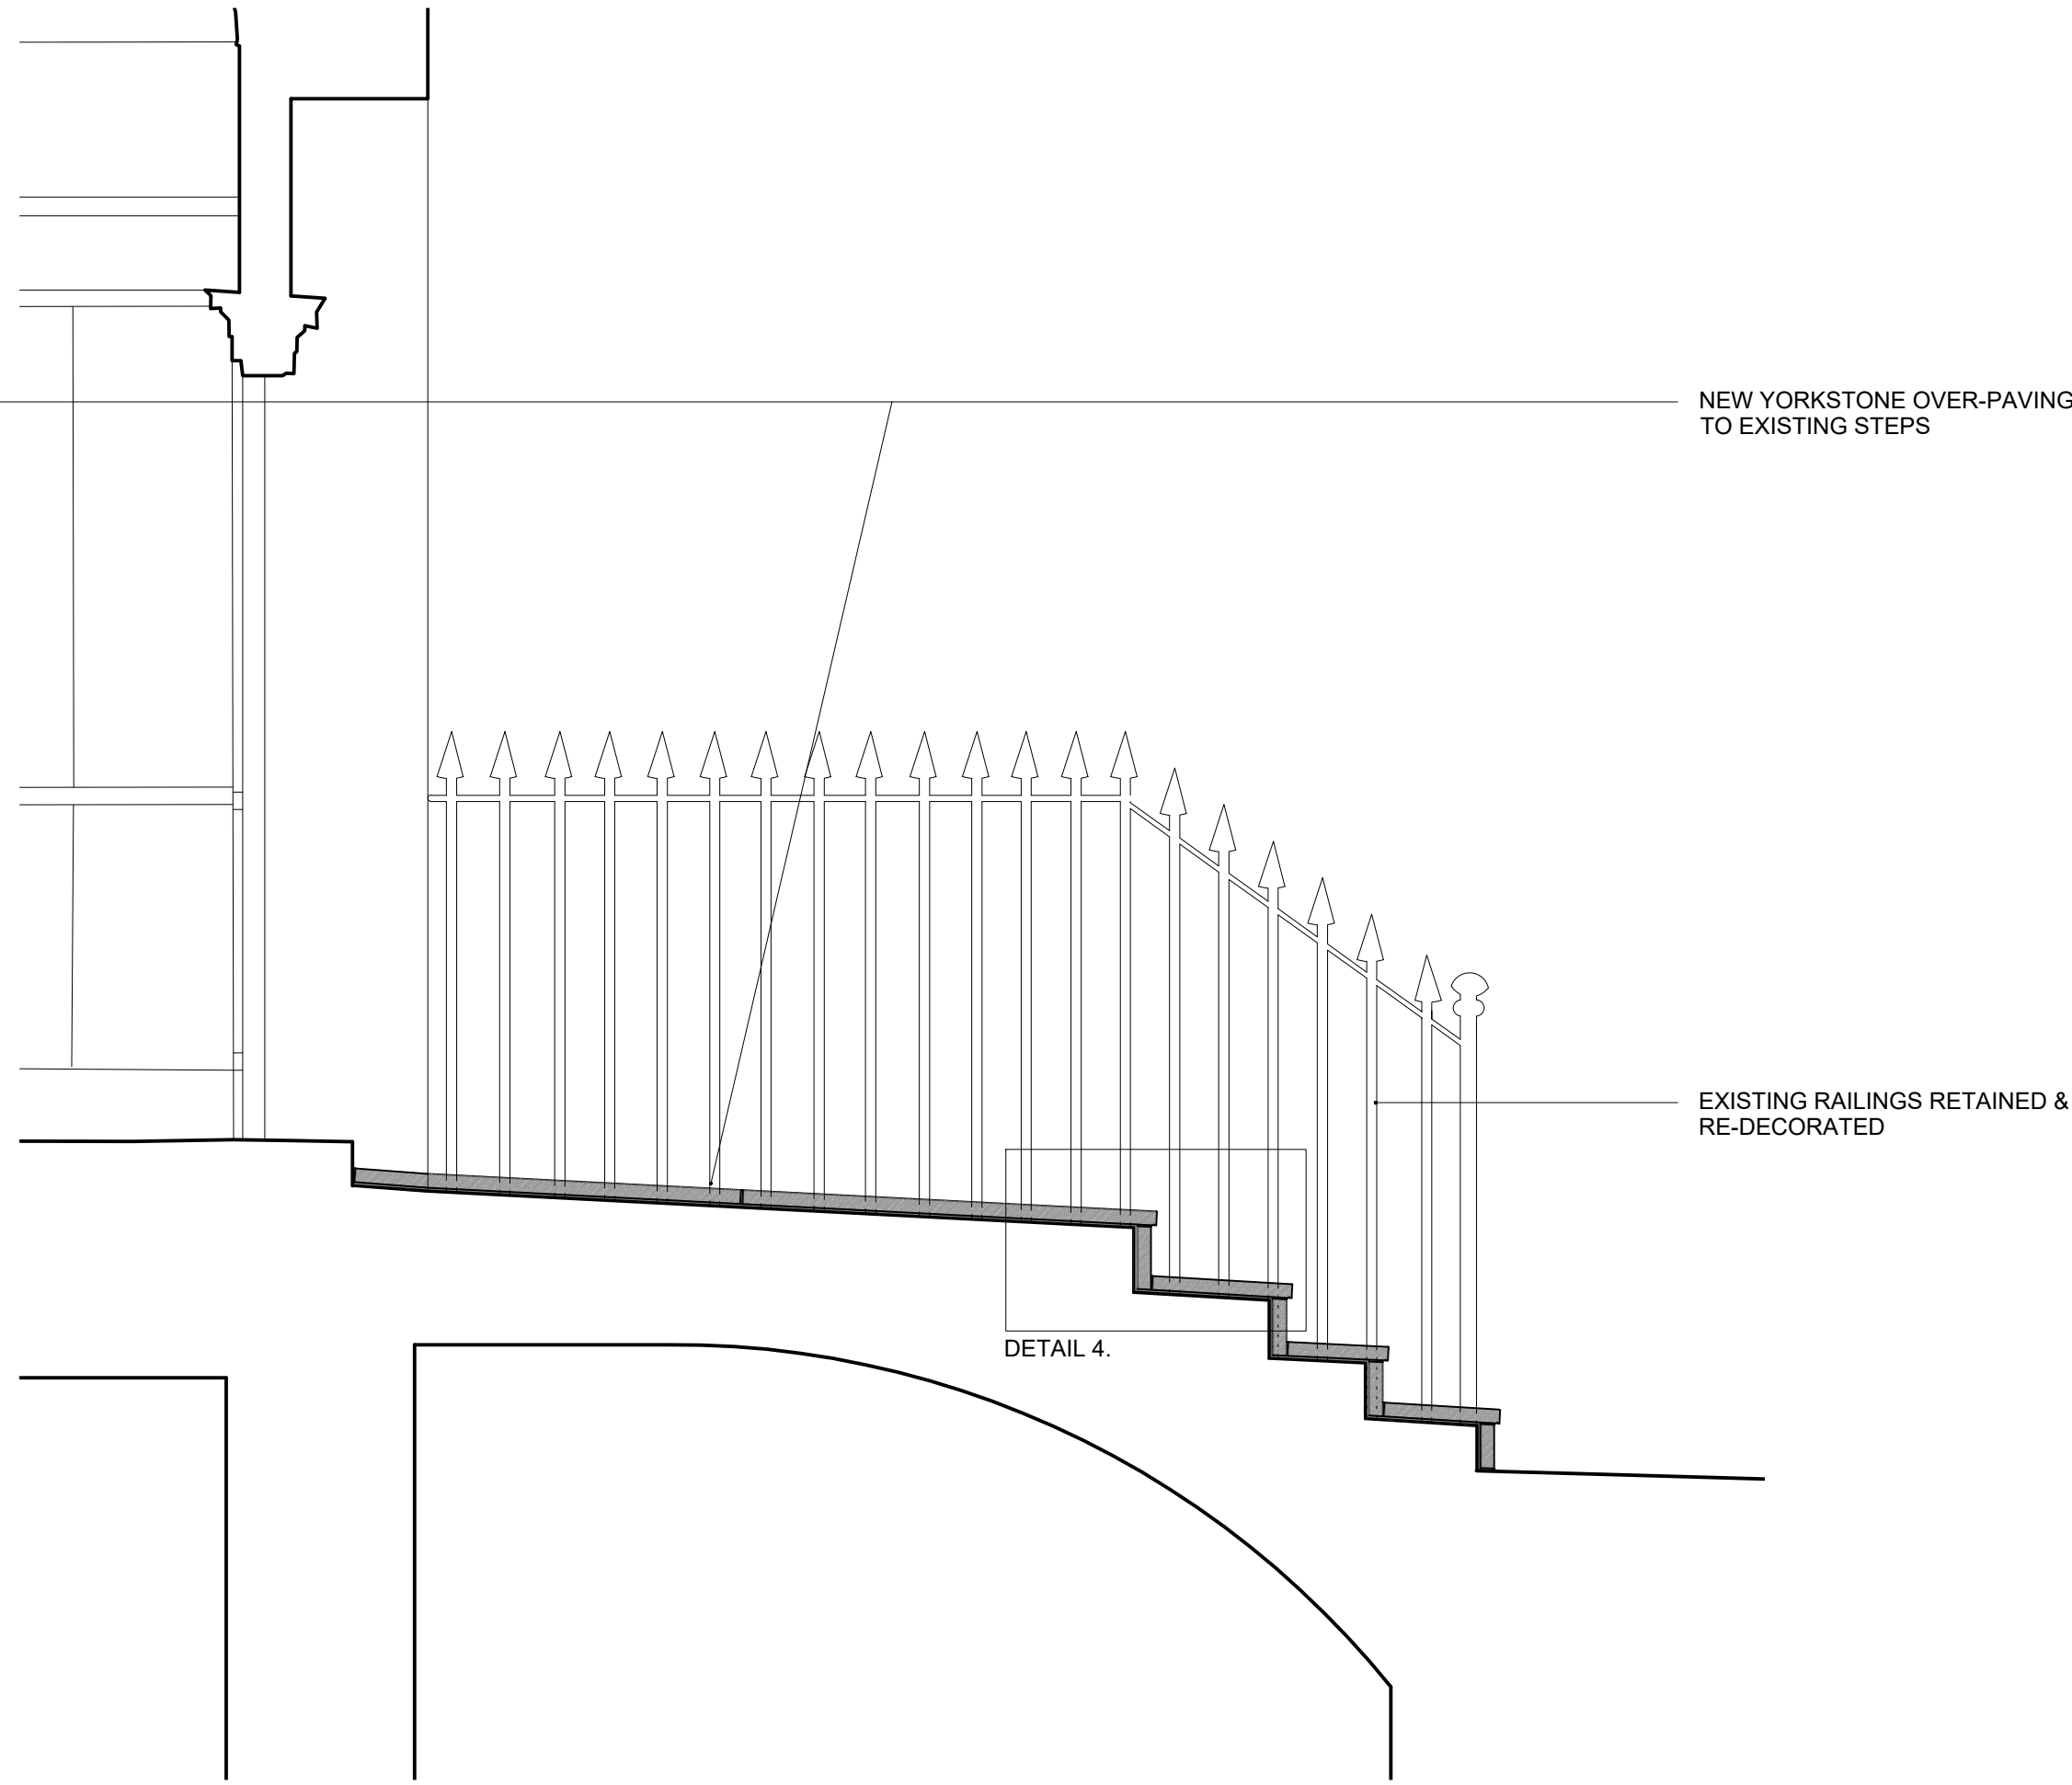 NEW YORKSTONE OVER-PAVING
TO EXISTING STEPS
EXISTING RAILINGS RETAINED &
RE-DECORATED
DETAIL 4.